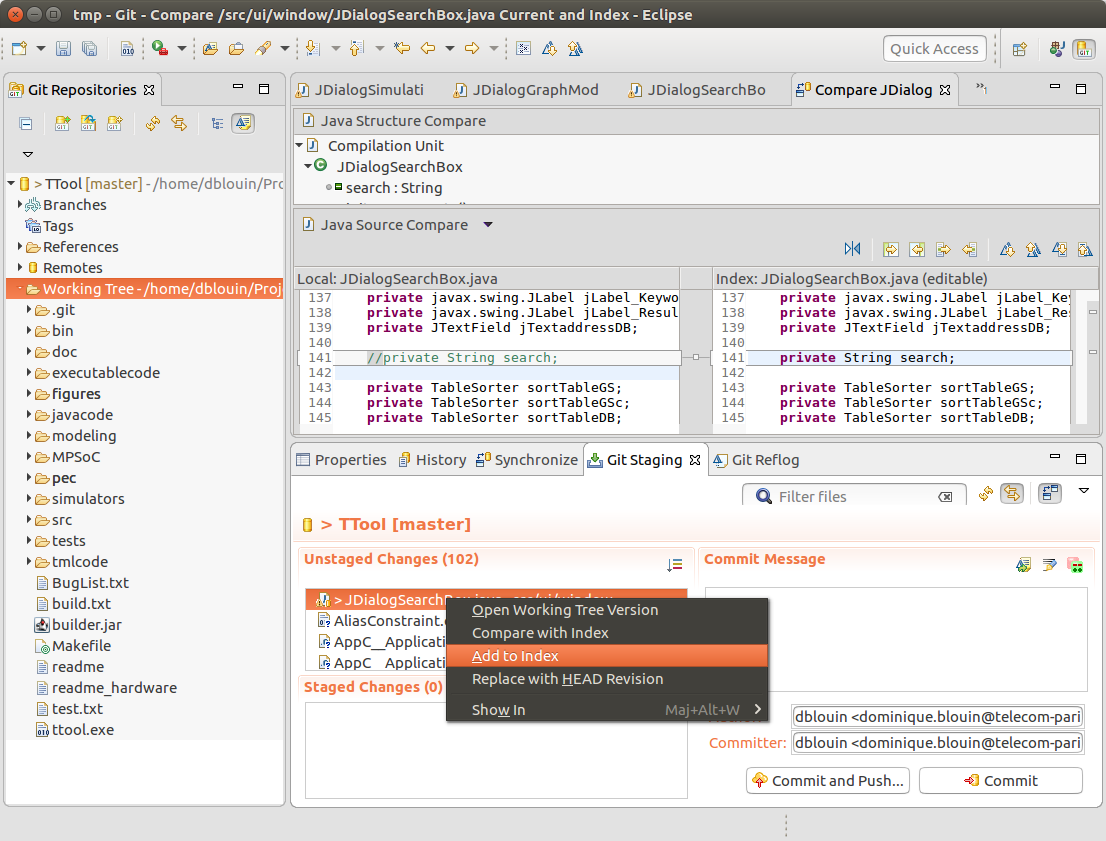 tmp - Git - Compare /src/ui/window/JDialogSearchBox.java Current and Index - Eclipse
Quick Access
Git Repositories
> TTool [master] - /home/dblouin/Prc
Branches
Tags
References
Remotes
Working Tree - /home/dblouin/Proj
.git
bin
doc
executablecode
figures
javacode
modeling
MPSoC
pec
simulators
src
tests
tmlcode
BugList.txt
build.txt
builder.jar
Makefile
readme
readme_hardware
test.txt
ttool.exe
JDialogSimulati
JDialogGraphMod
JDialogSearchBo
Compare JDialog
Java Structure Compare
Compilation Unit
JDialogSearchBox
search : String
Java Source Compare
Local: JDialogSearchBox.java
137 private javax.swing.JLabel jLabel_Keywo
138 private javax.swing.JLabel jLabel_Resul
139 private JTextField jTextaddressDB;
140
141 //private String search;
142
143 private TableSorter sortTableGS;
144 private TableSorter sortTableGSc;
145 private TableSorter sortTableDB;
Index: JDialogSearchBox.java (editable)
137 private javax.swing.JLabel jLabel_Key
138 private javax.swing.JLabel jLabel_Res
139 private JTextField jTextaddressDB;
140
141 private String search;
142
143 private TableSorter sortTableGS;
144 private TableSorter sortTableGSc;
145 private TableSorter sortTableDB;
Properties
History
Synchronize
Git Staging
Git Reflog
Filter files
> TTool [master]
Unstaged Changes (102)
> JDialogSearchBox.java - src/ui/window
AliasConstraint.
AppC__Applicati
AppC__Applicati
Open Working Tree Version
Compare with Index
Add to Index
Replace with HEAD Revision
Show In Maj+Alt+W
Staged Changes (0)
Commit Message
dblouin <dominique.blouin@telecom-pari
Committer: dblouin <dominique.blouin@telecom-pari
Commit and Push...
Commit